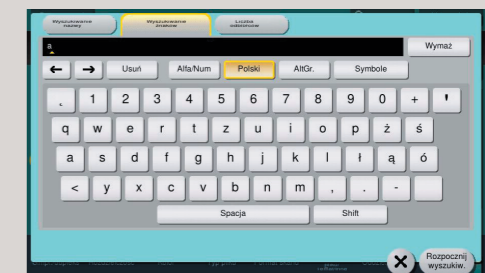 Wyszukiwanie nazwy
Wyszukiwanie znaków
Liczba odbiorców
a
Wymaż
← → Usuń Alfa/Num Polski AltGr. Symbole
˛ 1 2 3 4 5 6 7 8 9 0 + '
q w e r t z u i o p ż ś
a s d f g h j k l ł ą ó
< y x c v b n m , . -
Spacja Shift
Rozpocznij
wyszukiw.